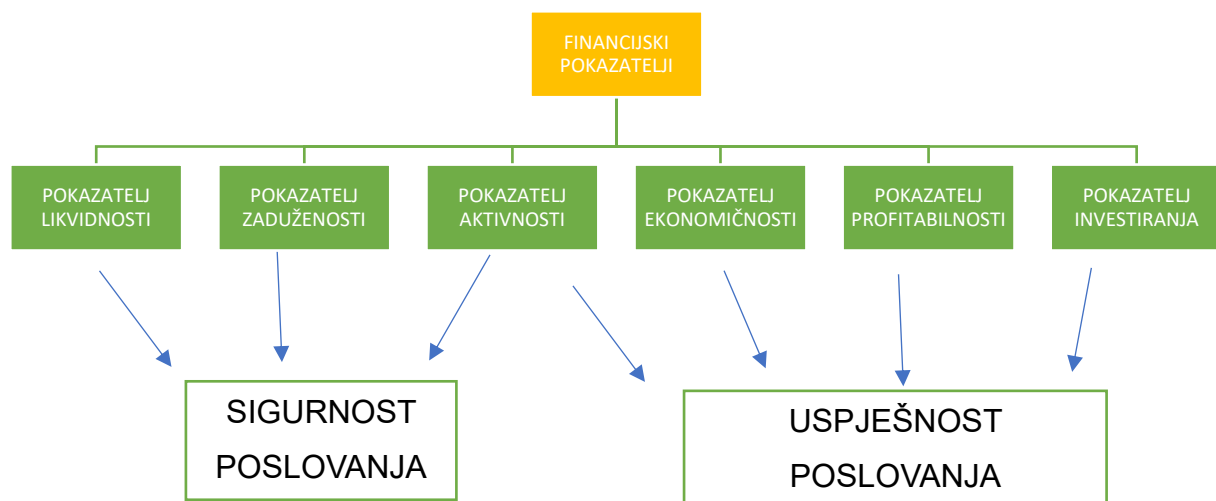 FINANCIJSKI
POKAZATELJI
POKAZATELJ
LIKVIDNOSTI
POKAZATELJ
ZADUŽENOSTI
POKAZATELJ
AKTIVNOSTI
POKAZATELJ
EKONOMIČNOSTI
POKAZATELJ
PROFITABILNOSTI
POKAZATELJ
INVESTIRANJA
SIGURNOST
POSLOVANJA
USPJEŠNOST
POSLOVANJA